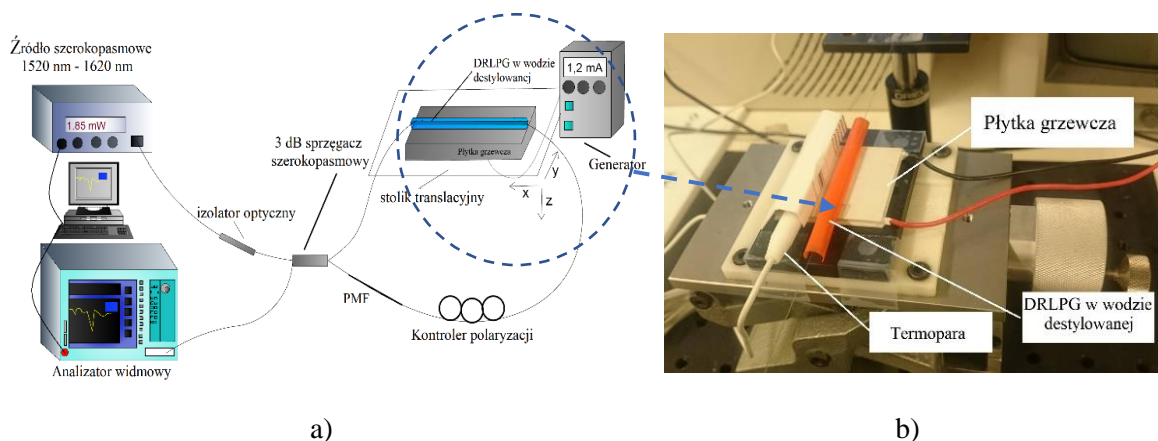 Źródło szerokopasmowe
1520 nm - 1620 nm
1.85 mW
DRLPG w wodzie
destylowanej
1,2 mA
3 dB sprzęgacz
szerokopasmowy
Płytka grzewcza
Generator
y
x
z
stolik translacyjny
izolator optyczny
PMF
Kontroler polaryzacji
Analizator widmowy
a)
Płytka grzewcza
DRLPG w wodzie
destylowanej
Termopara
b)